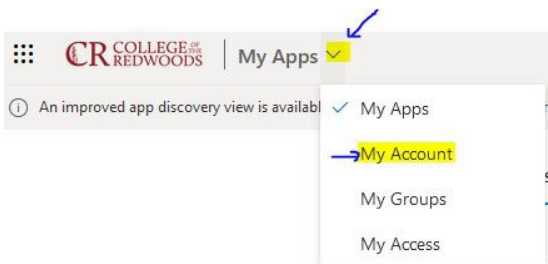 CR COLLEGE OF THE REDWOODS My Apps
An improved app discovery view is availabl
My Apps
My Account
My Groups
My Access